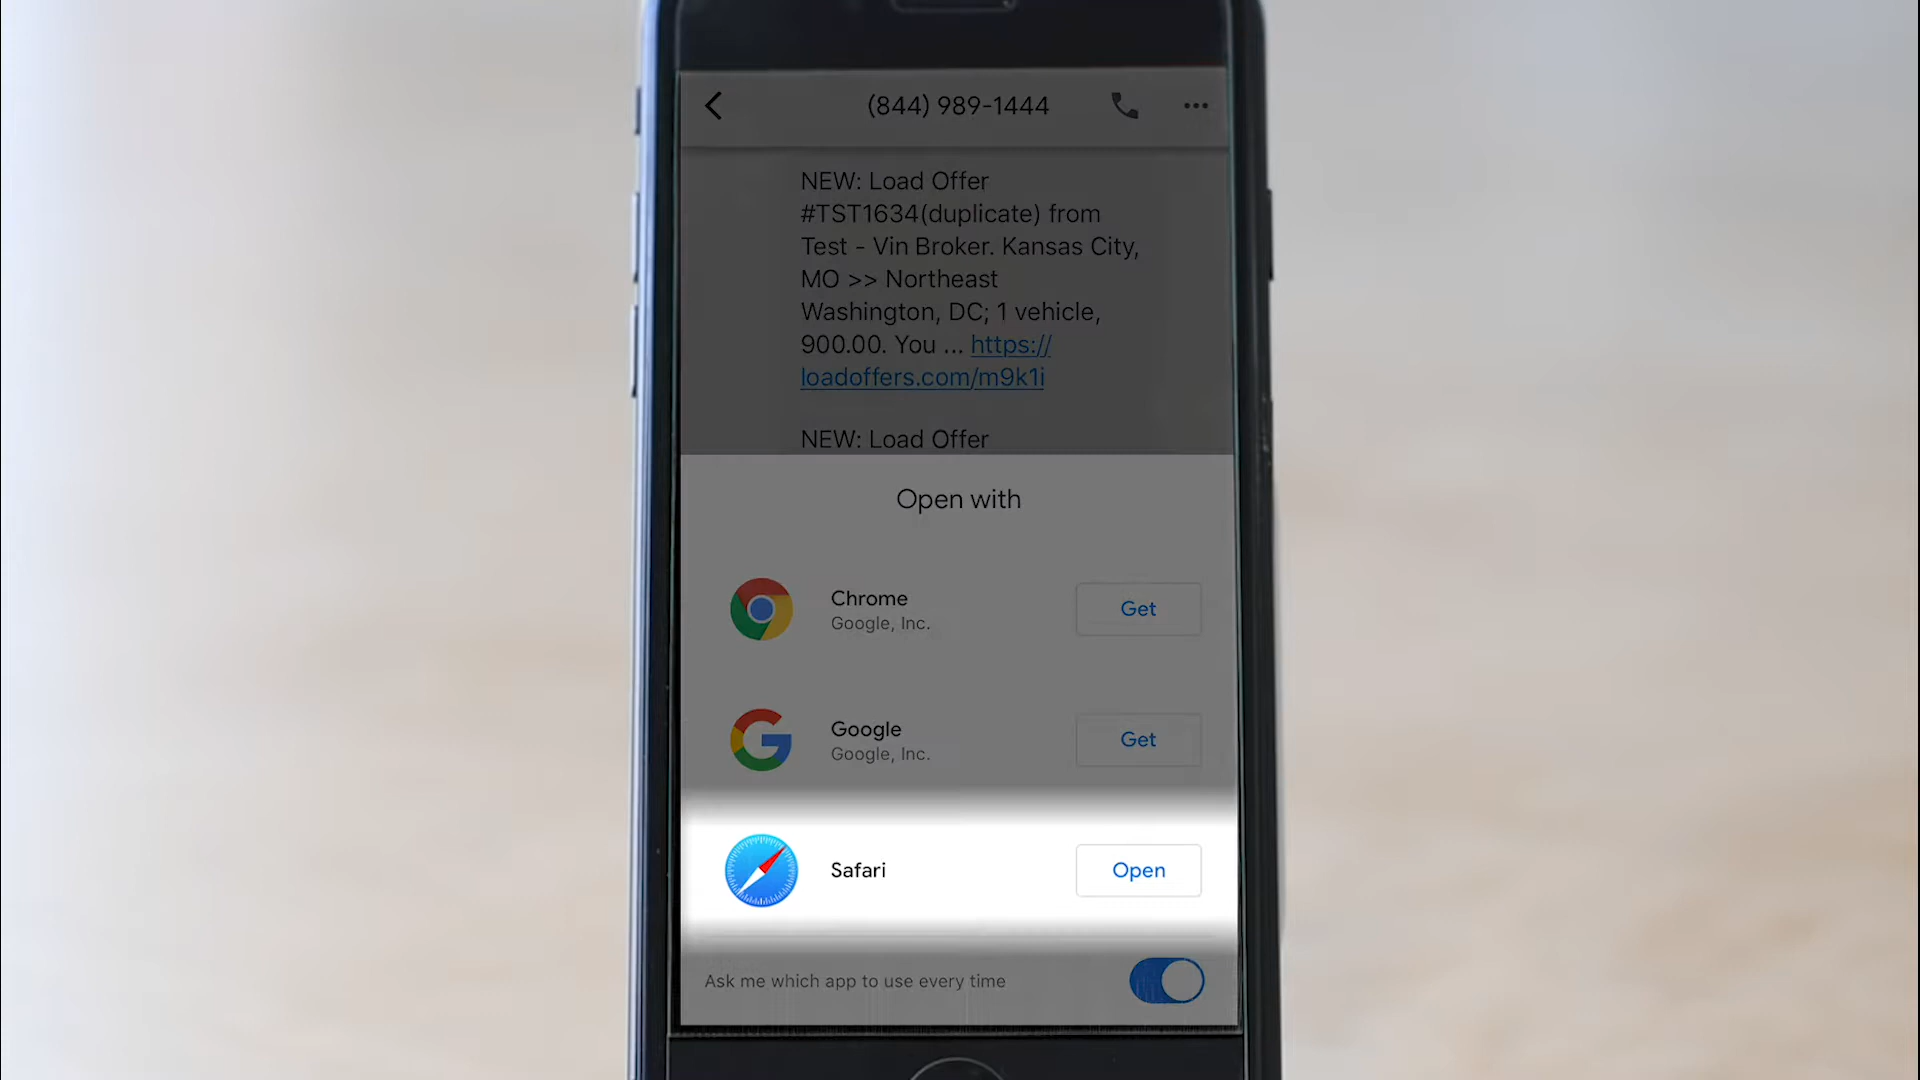 (844) 989-1444
NEW: Load Offer
#TST1634(duplicate) from
Test - Vin Broker. Kansas City,
MO >> Northeast
Washington, DC; 1 vehicle,
900.00. You ... https://
loadoffers.com/m9k1i
NEW: Load Offer
Open with
Chrome
Google, Inc.
Get
Google
Google, Inc.
Get
Safari
Open
Ask me which app to use every time